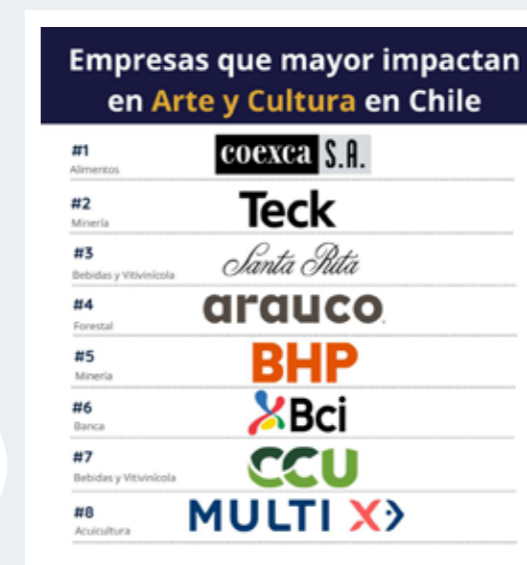 Empresas que mayor impactan
en Arte y Cultura en Chile
#1
Alimentos
coexca S.A.
#2
Minería
Teck
#3
Bebidas y Vitivinícola
Santa Rita
#4
Forestal
arauco
#5
Minería
BHP
#6
Banca
Bci
#7
Bebidas y Vitivinícola
CCU
#8
Acuicultura
MULTI X